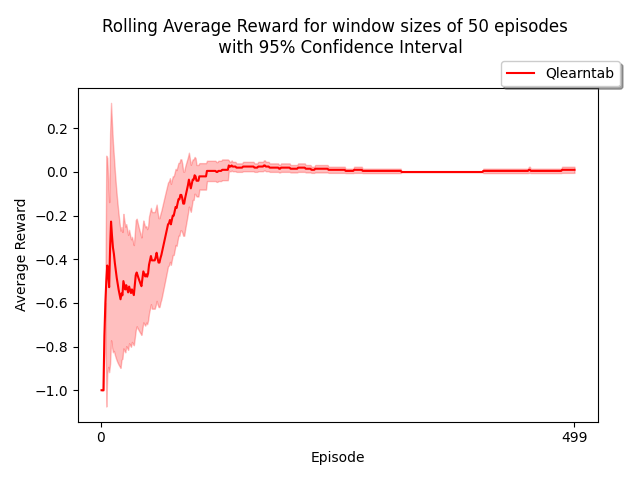 Rolling Average Reward for window sizes of 50 episodes
with 95% Confidence Interval
Qlearntab
0.2
0.0
−0.2
−0.4
−0.6
−0.8
−1.0
Average Reward
0
499
Episode